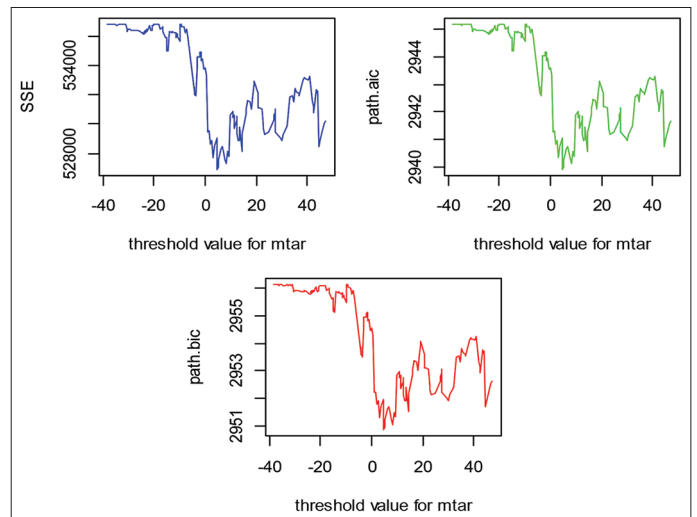 SSE
534000
528000
-40 -20 0 20 40
threshold value for mtar
path.aic
2944
2942
2940
-40 -20 0 20 40
threshold value for mtar
path.bic
2955
2953
2951
-40 -20 0 20 40
threshold value for mtar